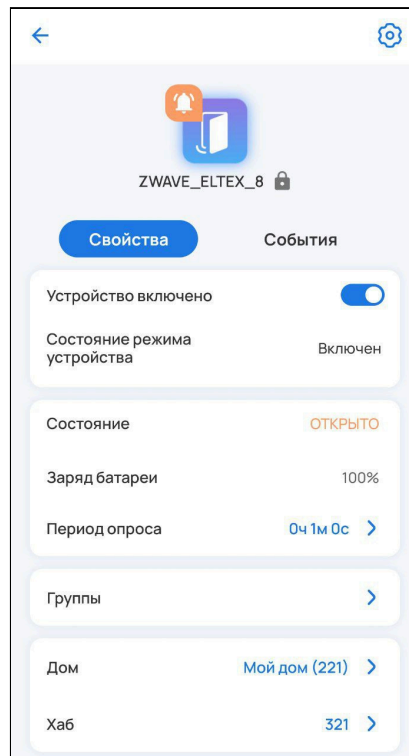 ZWAVE_ELTEX_8
Свойства События
Устройство включено
Состояние режима
устройства
Включен
Состояние ОТКРЫТО
Заряд батареи 100%
Период опроса 0ч 1м 0с
Группы
Дом Мой дом (221)
Хаб 321